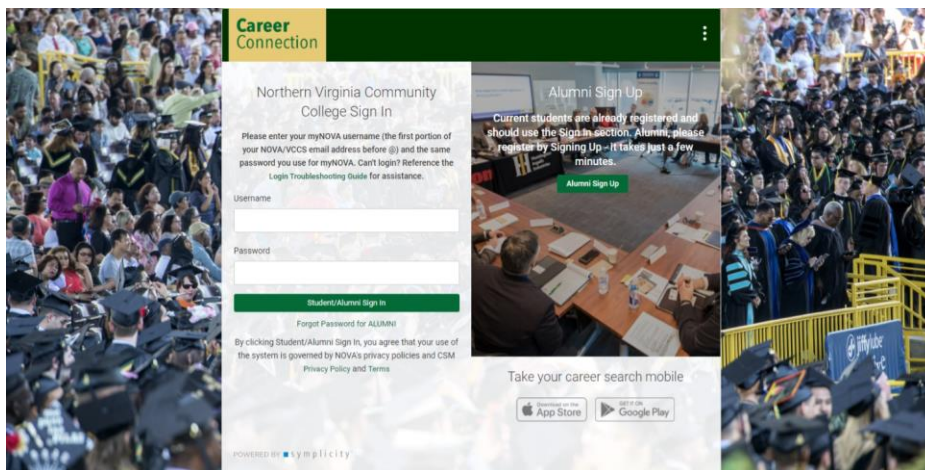 Career
Connection
Northern Virginia Community
College Sign In
Please enter your myNOVA username (the first portion of
your NOVA/VCCS email address before @) and the same
password you use for myNOVA. Can't login? Reference the
Login Troubleshooting Guide for assistance.
Username
Password
Student/Alumni Sign In
Forgot Password for ALUMNI
By clicking Student/Alumni Sign In, you agree that your use of
the system is governed by NOVA's privacy policies and CSM
Privacy Policy and Terms
POWERED BY symplicity
Alumni Sign Up
Current students are already registered and
should use the Sign In section. Alumni, please
register by Signing Up - it takes just a few
minutes.
Alumni Sign Up
Take your career search mobile
Download on the
App Store
GET IT ON
Google Play
jiffylube